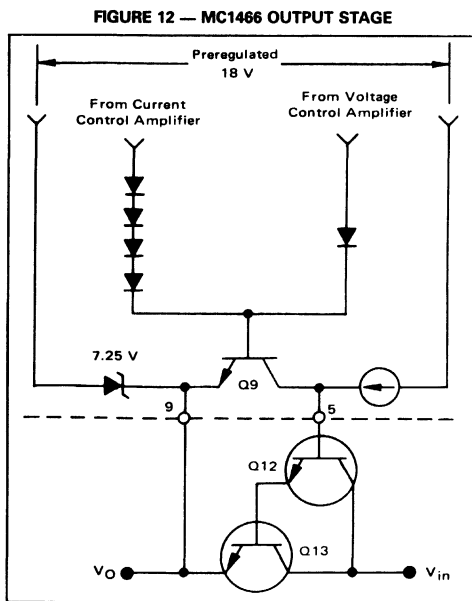 FIGURE 12 — MC1466 OUTPUT STAGE
Preregulated
18 V
From Current
Control Amplifier
From Voltage
Control Amplifier
7.25 V
Q9
9
5
Q12
Q13
VO
Vin